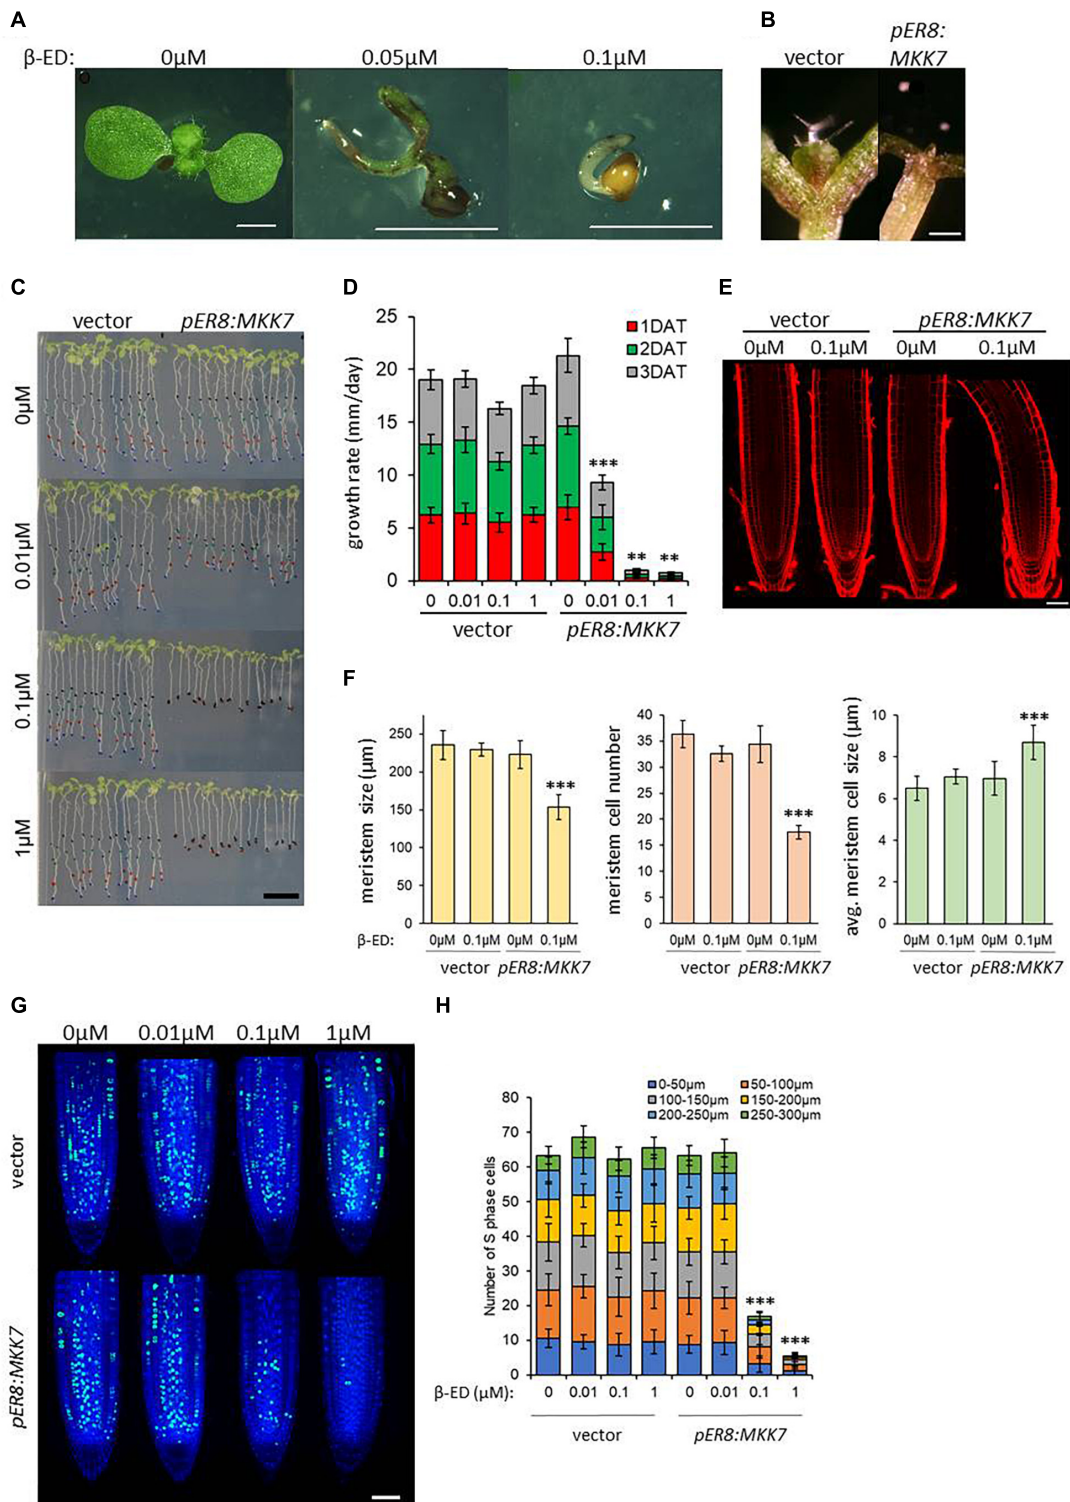 A
β-ED:
0μM
0.05μM
0.1μM
B
vector
pER8:
MKK7
C
vector
pER8:MKK7
0μM
0.01μM
0.1μM
1μM
D
growth rate (mm/day)
25
20
15
10
5
0
1DAT
2DAT
3DAT
***
**
**
0 0.01 0.1 1 0 0.01 0.1 1
vector
pER8:MKK7
E
vector
pER8:MKK7
0μM 0.1μM 0μM 0.1μM
F
meristem size (μm)
250
200
150
100
50
0
***
β-ED:
0μM 0.1μM 0μM 0.1μM
vector pER8:MKK7
meristem cell number
40
35
30
25
20
15
10
5
0
***
0μM 0.1μM 0μM 0.1μM
vector pER8:MKK7
avg. meristem cell size (μm)
10
8
6
4
2
0
***
0μM 0.1μM 0μM 0.1μM
vector pER8:MKK7
G
0μM 0.01μM 0.1μM 1μM
vector
pER8:MKK7
H
Number of S phase cells
80
70
60
50
40
30
20
10
0
0-50μm 50-100μm
100-150μm 150-200μm
200-250μm 250-300μm
***
***
β-ED (μM):
0 0.01 0.1 1 0 0.01 0.1 1
vector
pER8:MKK7